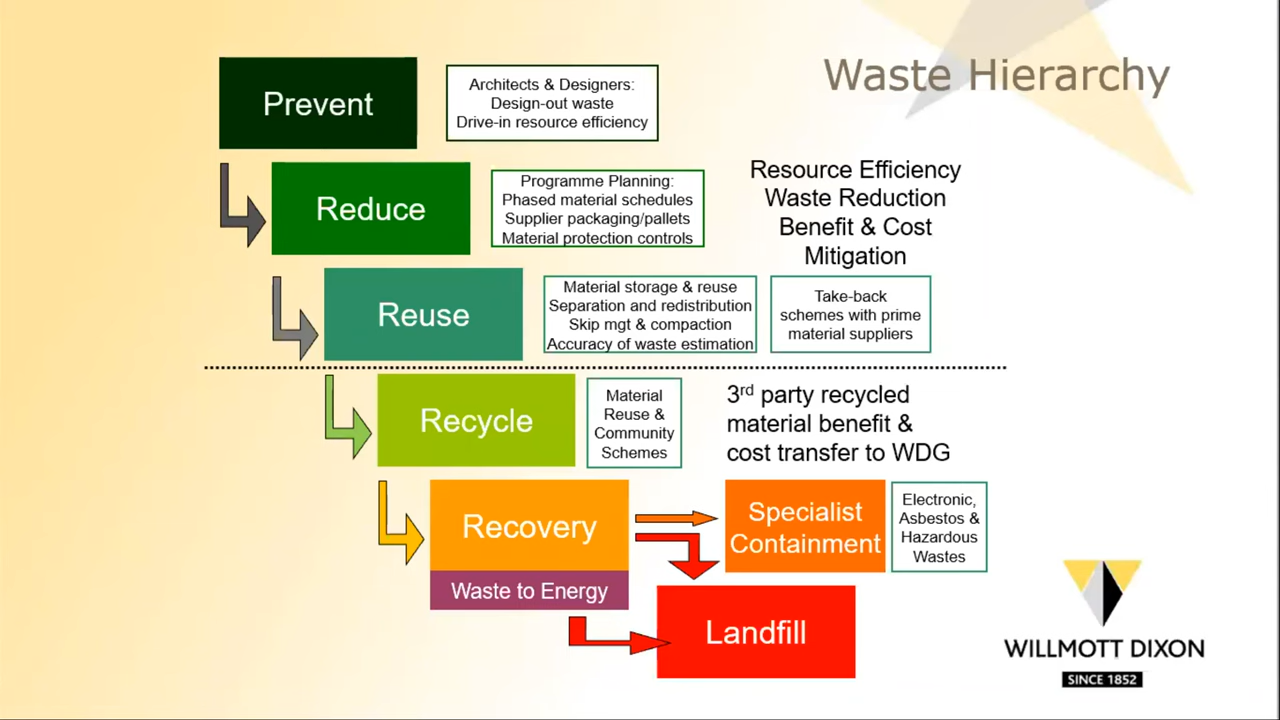 Waste Hierarchy
Prevent
Architects & Designers:
Design-out waste
Drive-in resource efficiency
Reduce
Programme Planning:
Phased material schedules
Supplier packaging/pallets
Material protection controls
Resource Efficiency
Waste Reduction
Benefit & Cost
Mitigation
Reuse
Material storage & reuse
Separation and redistribution
Skip mgt & compaction
Accuracy of waste estimation
Take-back
schemes with prime
material suppliers
Recycle
Material
Reuse &
Community
Schemes
3rd party recycled
material benefit &
cost transfer to WDG
Recovery
Waste to Energy
Specialist
Containment
Electronic,
Asbestos &
Hazardous
Wastes
Landfill
WILLMOTT DIXON
SINCE 1852